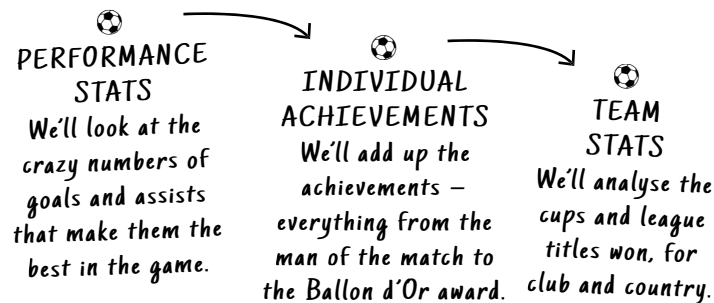 PERFORMANCE
STATS
We'll look at the
crazy numbers of
goals and assists
that make them the
best in the game.
INDIVIDUAL
ACHIEVEMENTS
We'll add up the
achievements –
everything from the
man of the match to
the Ballon d'Or award.
TEAM
STATS
We'll analyse the
cups and league
titles won, for
club and country.